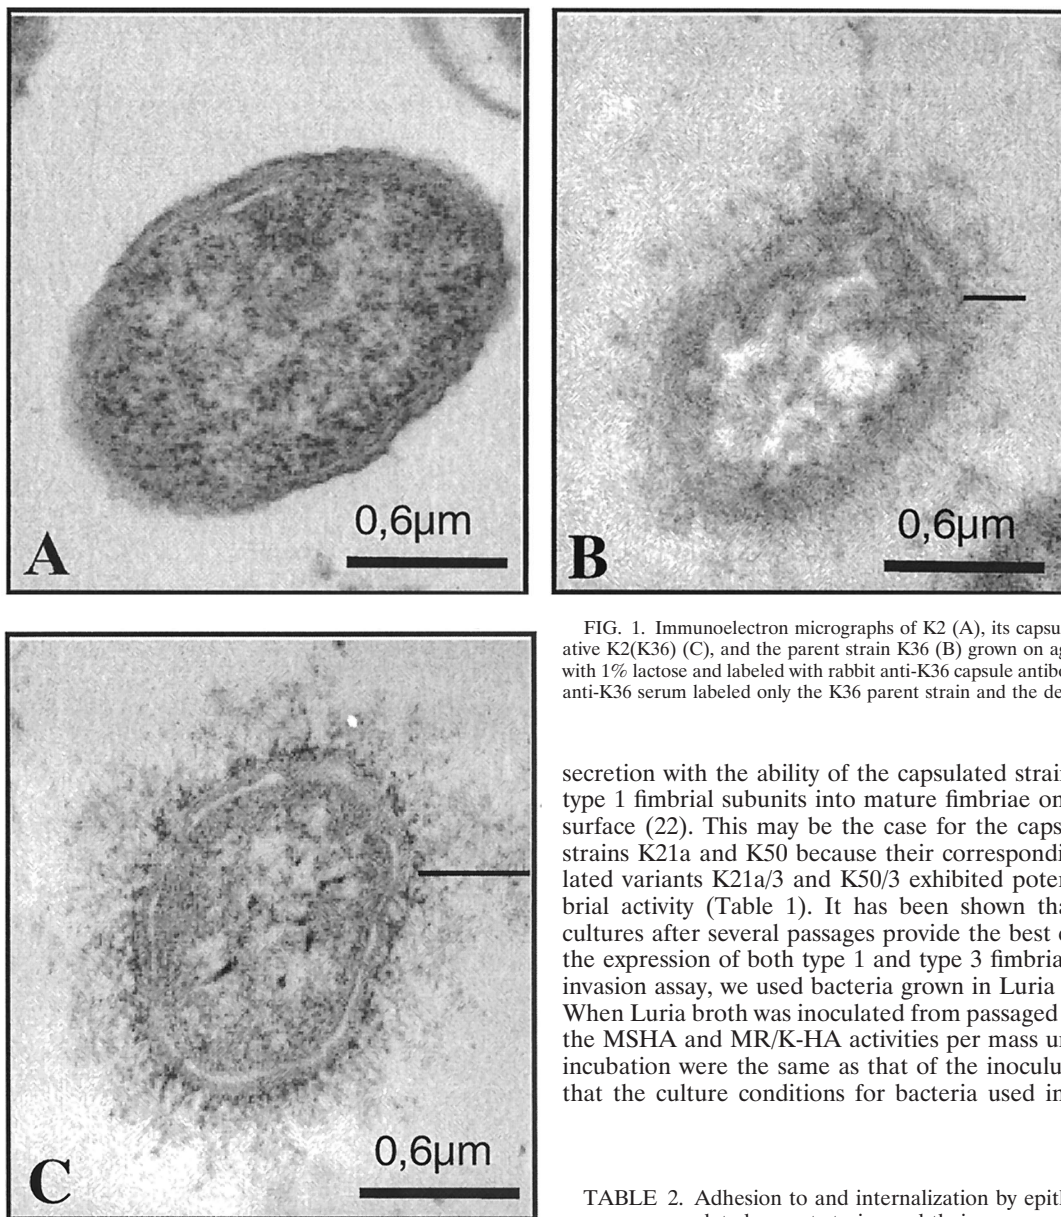 0,6µm
A
0,6µm
B
FIG. 1. Immunoelectron micrographs of K2 (A), its capsu
ative K2(K36) (C), and the parent strain K36 (B) grown on ag
with 1% lactose and labeled with rabbit anti-K36 capsule antibo
anti-K36 serum labeled only the K36 parent strain and the de
0,6µm
C
secretion with the ability of the capsulated strai
type 1 fimbrial subunits into mature fimbriae on
surface (22). This may be the case for the caps
strains K21a and K50 because their correspondi
lated variants K21a/3 and K50/3 exhibited poten
brial activity (Table 1). It has been shown tha
cultures after several passages provide the best
the expression of both type 1 and type 3 fimbria
invasion assay, we used bacteria grown in Luria
When Luria broth was inoculated from passaged
the MSHA and MR/K-HA activities per mass u
incubation were the same as that of the inoculu
that the culture conditions for bacteria used in
TABLE 2. Adhesion to and internalization by epitl